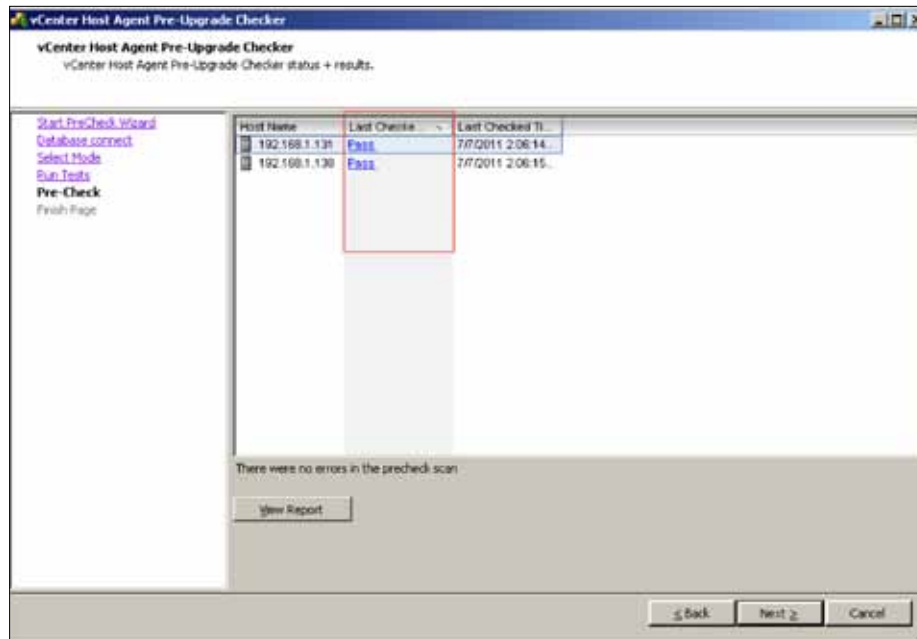 vCenter Host Agent Pre-Upgrade Checker
vCenter Host Agent Pre-Upgrade Checker
vCenter Host Agent Pre-Upgrade Checker status + results.
Start PreCheck Wizard
Database connect
Select Mode
Run Tests
Pre-Check
Finish Page
Host Name Last Checke... Last Checked Ti...
192.168.1.131 Pass 7/7/2011 2:06:14...
192.168.1.138 Pass 7/7/2011 2:06:15...
There were no errors in the precheck scan
View Report
≤ Back Next ≥ Cancel